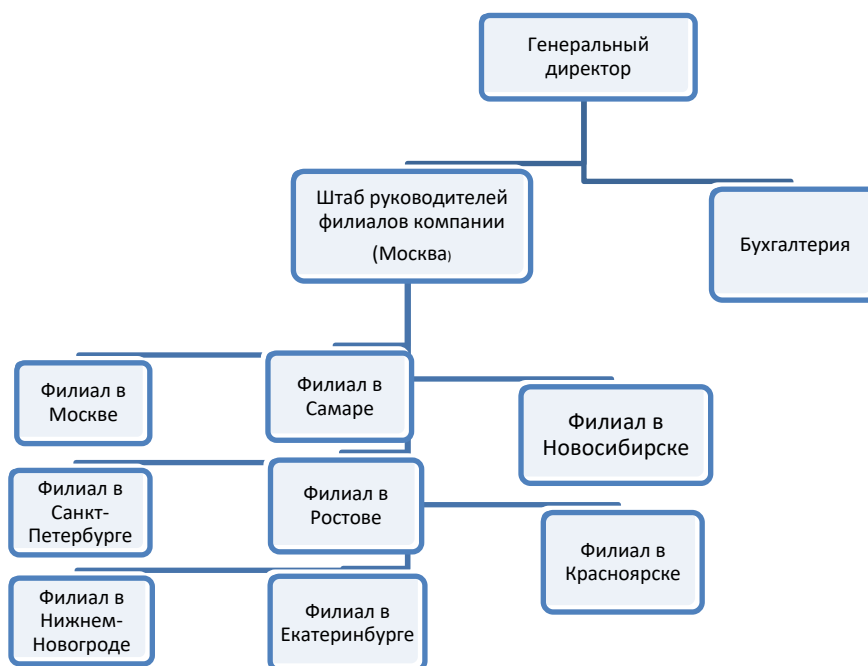 Генеральный
директор
Штаб руководителей
филиалов компании
(Москва)
Бухгалтерия
Филиал в
Москве
Филиал в
Самаре
Филиал в
Новосибирске
Филиал в
Санкт-
Петербурге
Филиал в
Ростове
Филиал в
Красноярске
Филиал в
Нижнем-
Новогроде
Филиал в
Екатеринбурге